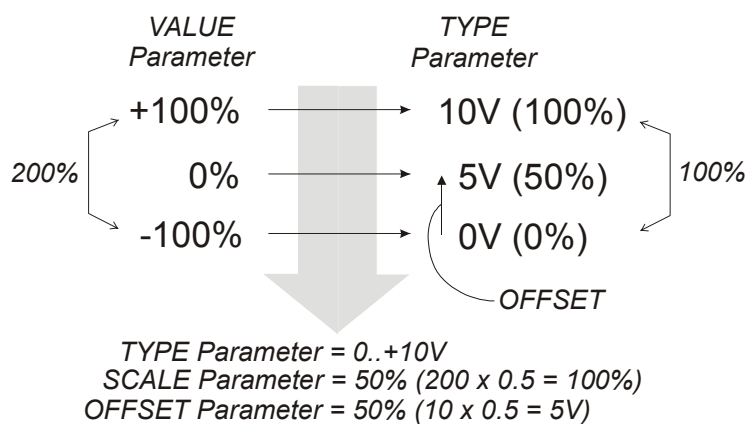 VALUE
Parameter
TYPE
Parameter
+100%
10V (100%)
200%
0%
5V (50%)
100%
-100%
0V (0%)
OFFSET
TYPE Parameter = 0..+10V
SCALE Parameter = 50% (200 x 0.5 = 100%)
OFFSET Parameter = 50% (10 x 0.5 = 5V)